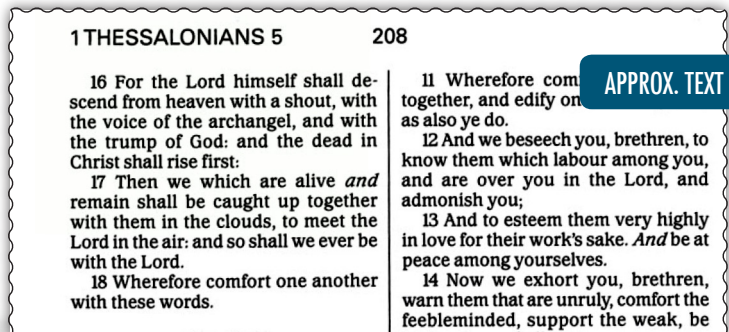 1 THESSALONIANS 5
208
16 For the Lord himself shall de-
scend from heaven with a shout, with
the voice of the archangel, and with
the trump of God: and the dead in
Christ shall rise first:
17 Then we which are alive and
remain shall be caught up together
with them in the clouds, to meet the
Lord in the air: and so shall we ever be
with the Lord.
18 Wherefore comfort one another
with these words.
11 Wherefore
together, and edify
as also ye do.
12 And we beseech you, brethren, to
know them which labour among you,
and are over you in the Lord, and
admonish you;
13 And to esteem them very highly
in love for their work's sake. And be at
peace among yourselves.
14 Now we exhort you, brethren,
warn them that are unruly, comfort the
feebleminded, support the weak, be
APPROX. TEXT